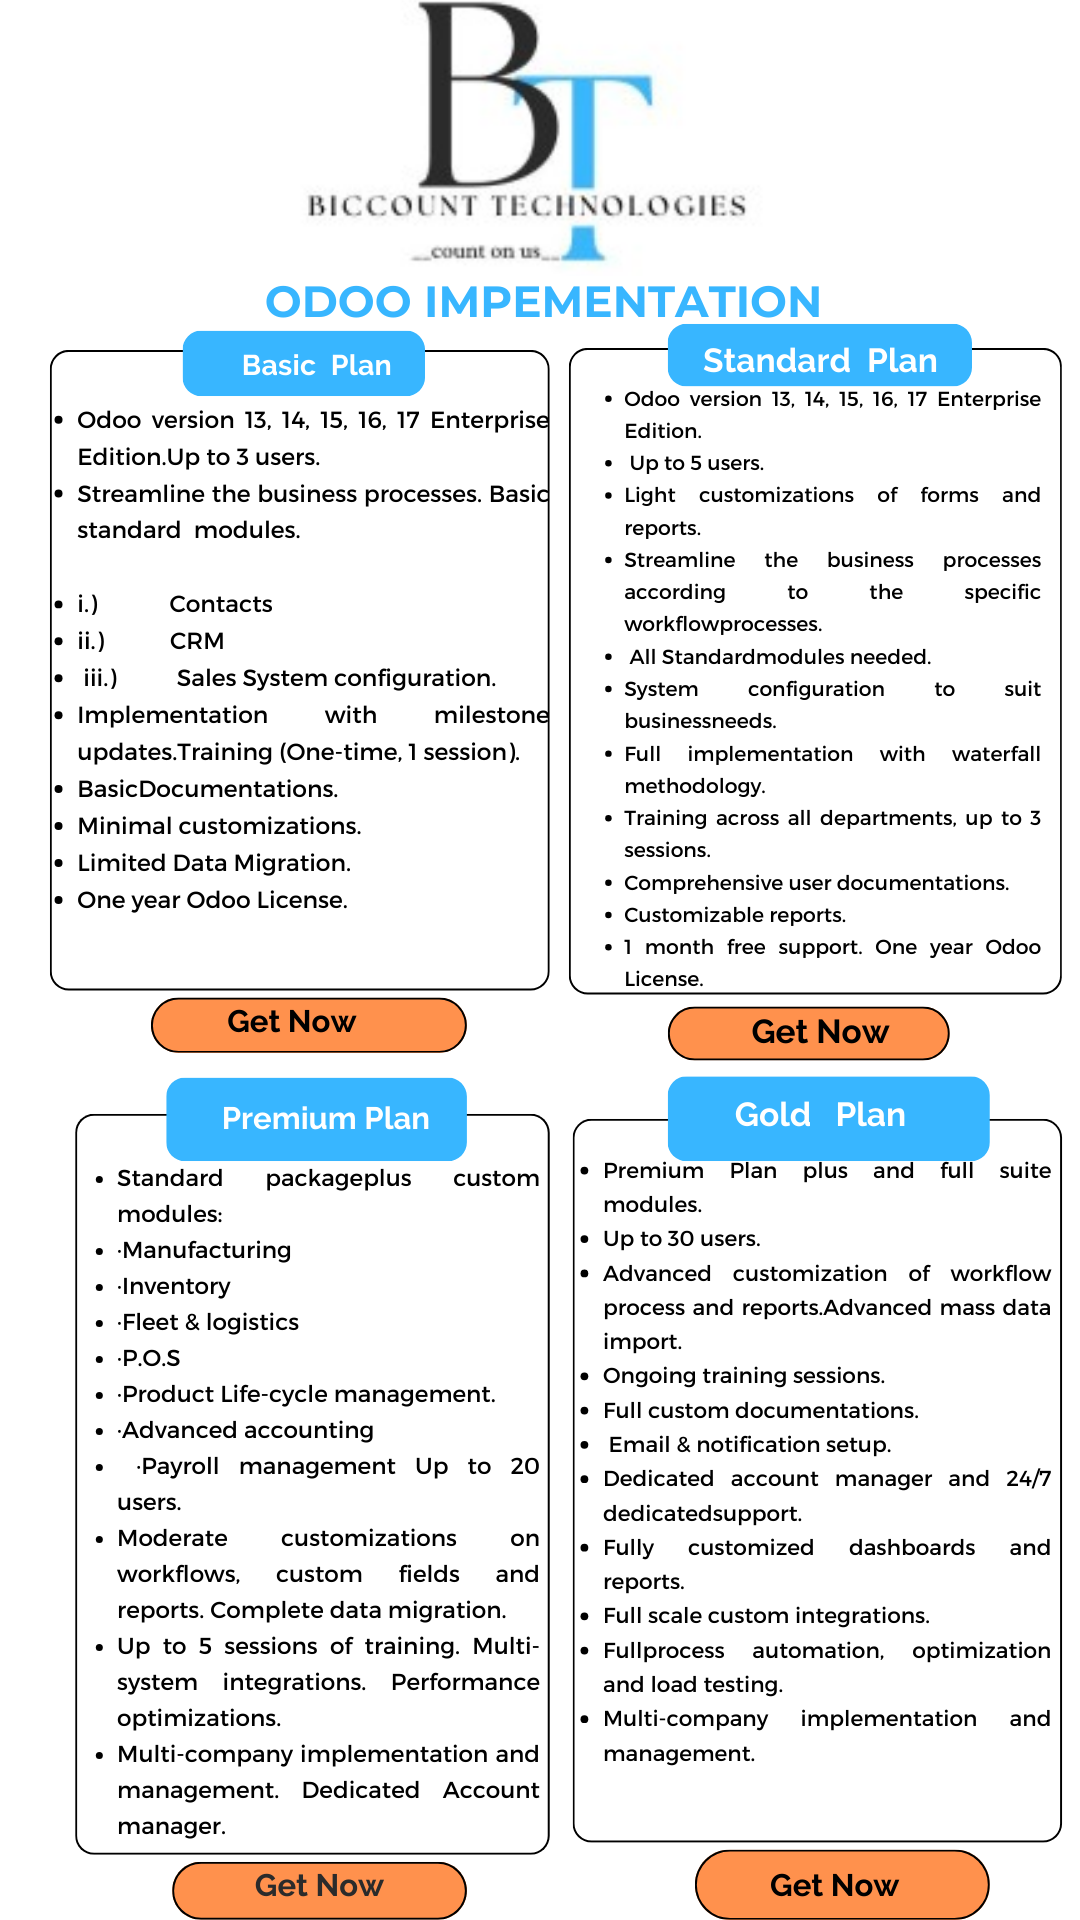 BT
BICCOUNT TECHNOLOGIES
__count on us__
ODOO IMPEMENTATION
Basic Plan
• Odoo version 13, 14, 15, 16, 17 Enterprise
Edition.Up to 3 users.
• Streamline the business processes. Basic
standard modules.
• i.) Contacts
• ii.) CRM
• iii.) Sales System configuration.
• Implementation with milestone
updates.Training (One-time, 1 session).
• BasicDocumentations.
• Minimal customizations.
• Limited Data Migration.
• One year Odoo License.
Get Now
Standard Plan
• Odoo version 13, 14, 15, 16, 17 Enterprise
Edition.
• Up to 5 users.
• Light customizations of forms and
reports.
• Streamline the business processes
according to the specific
workflowprocesses.
• All Standardmodules needed.
• System configuration to suit
businessneeds.
• Full implementation with waterfall
methodology.
• Training across all departments, up to 3
sessions.
• Comprehensive user documentations.
• Customizable reports.
• 1 month free support. One year Odoo
License.
Get Now
Premium Plan
• Standard packageplus custom
modules:
• ·Manufacturing
• ·Inventory
• ·Fleet & logistics
• ·P.O.S
• ·Product Life-cycle management.
• ·Advanced accounting
• ·Payroll management Up to 20
users.
• Moderate customizations on
workflows, custom fields and
reports. Complete data migration.
• Up to 5 sessions of training. Multi-
system integrations. Performance
optimizations.
• Multi-company implementation and
management. Dedicated Account
manager.
Get Now
Gold Plan
• Premium Plan plus and full suite
modules.
• Up to 30 users.
• Advanced customization of workflow
process and reports.Advanced mass data
import.
• Ongoing training sessions.
• Full custom documentations.
• Email & notification setup.
• Dedicated account manager and 24/7
dedicatedsupport.
• Fully customized dashboards and
reports.
• Full scale custom integrations.
• Fullprocess automation, optimization
and load testing.
• Multi-company implementation and
management.
Get Now